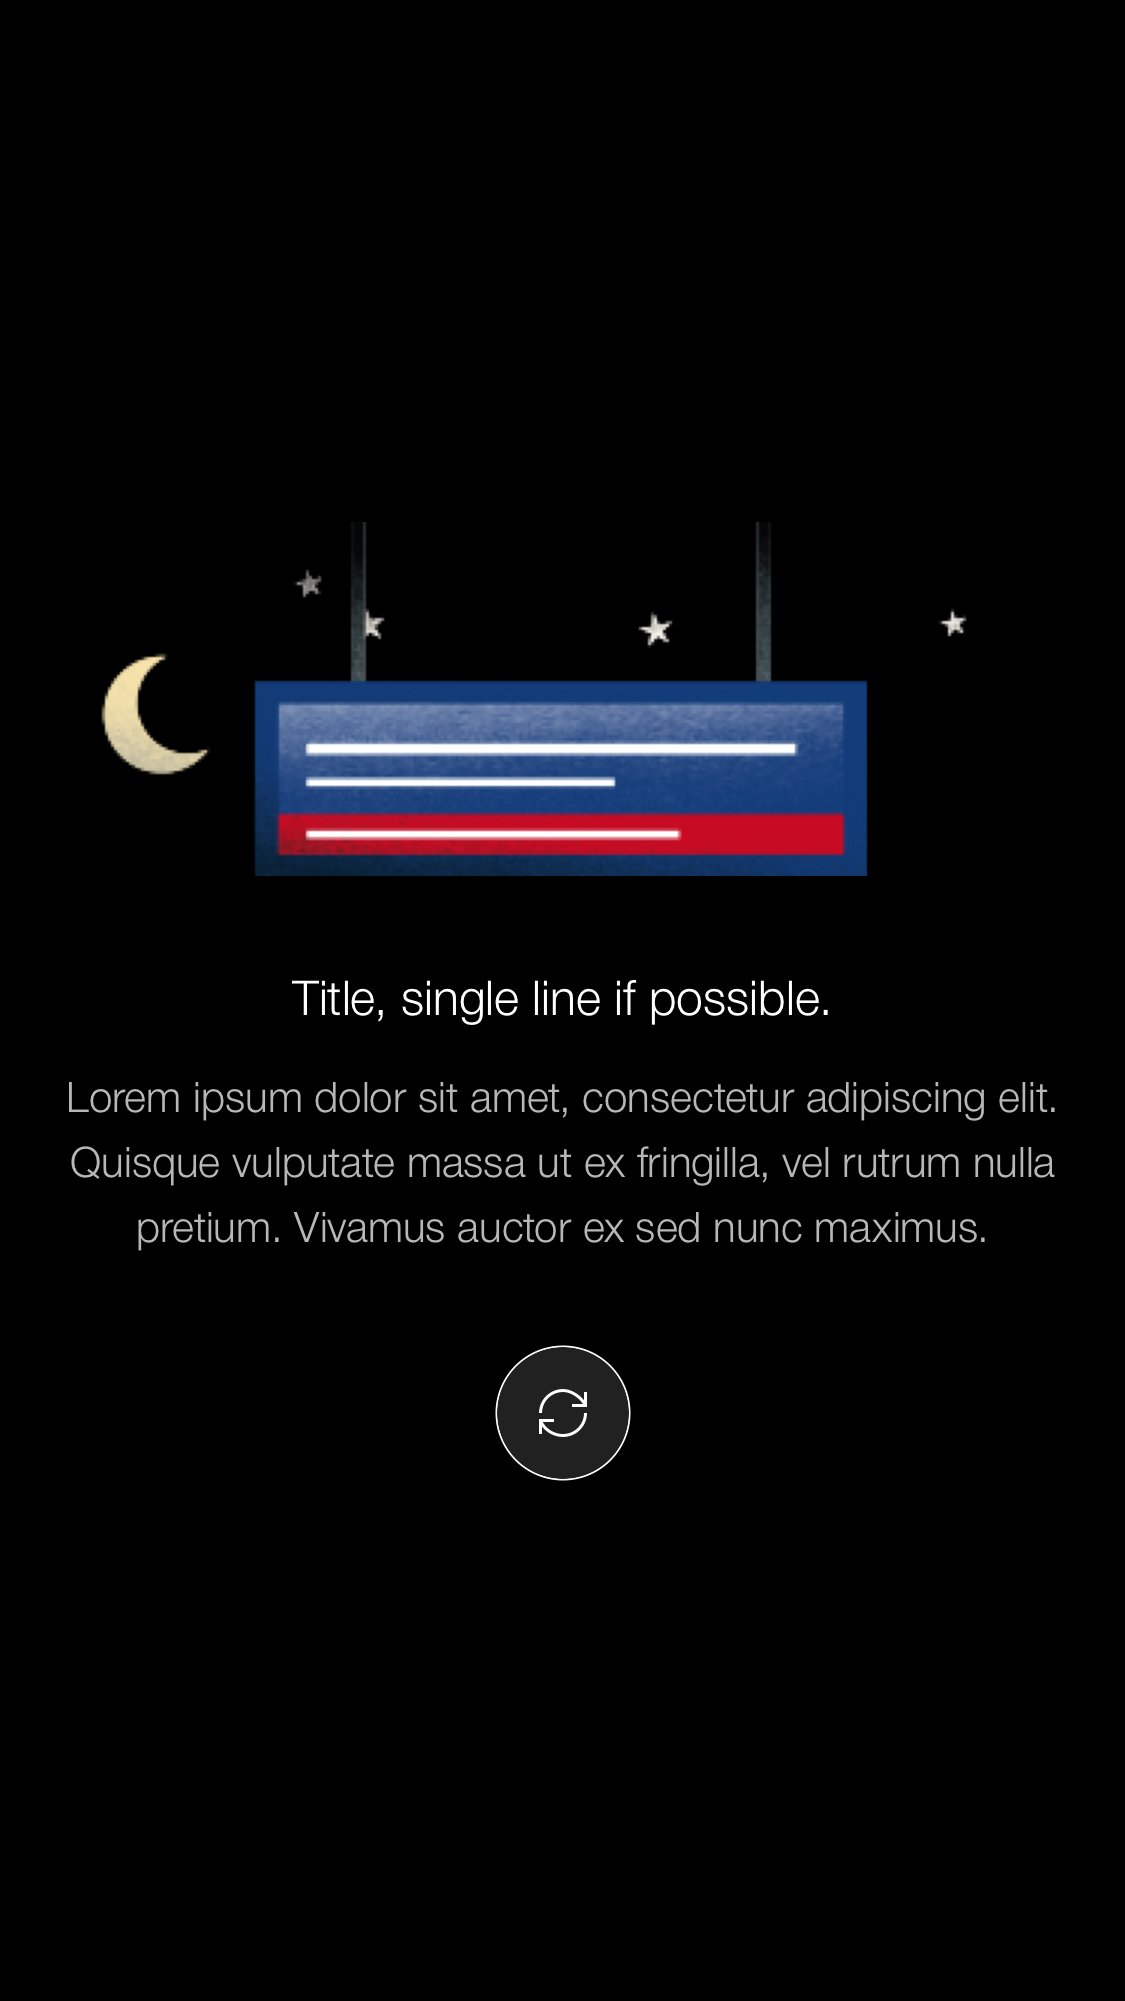 Title, single line if possible.
Lorem ipsum dolor sit amet, consectetur adipiscing elit.
Quisque vulputate massa ut ex fringilla, vel rutrum nulla
pretium. Vivamus auctor ex sed nunc maximus.